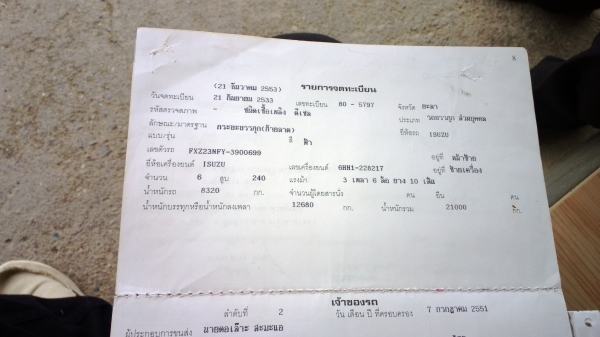 8
(21 ธันวาคม 2553) รายการจดทะเบียน
วันจดทะเบียน 21 กันยายน 2533 เลขทะเบียน 80 - 5797 จังหวัด ยะลา
รหัสตรวจสภาพ - ชนิดเชื้อเพลิง ดีเซล ประเภท รถบรรทุก ส่วนบุคคล
ลักษณะ/มาตรฐาน กระบะบรรทุก(ท้ายลาด) สี ฟ้า ยี่ห้อรถ ISUZU
แบบ/รุ่น
เลขตัวรถ FXZ23NFY-3900699 อยู่ที่ หน้าซ้าย
ยี่ห้อเครื่องยนต์ ISUZU เลขเครื่องยนต์ 6HH1-228217 อยู่ที่ ซ้ายเครื่อง
จำนวน 6 สูบ 240 แรงม้า 3 เพลา 6 ล้อ ยาง 10 เส้น
น้ำหนักรถ 8320 กก. จำนวนผู้โดยสารนั่ง คน ยืน คน
น้ำหนักบรรทุกหรือน้ำหนักลงเพลา 12680 กก. น้ำหนักรวม 21000 กก.
เจ้าของรถ
ลำดับที่ 2 วัน เดือน ปี ที่ครอบครอง 7 กรกฎาคม 2551
ผู้ประกอบการขนส่ง นายดอเล๊าะ สะมะแอ